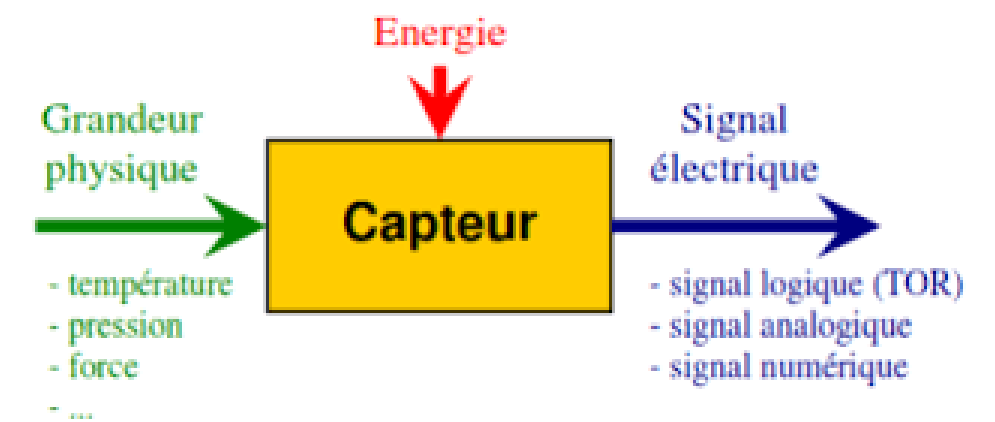 Energie
Grandeur
physique
Signal
électrique
Capteur
- température
- pression
- force
- ...
- signal logique (TOR)
- signal analogique
- signal numérique